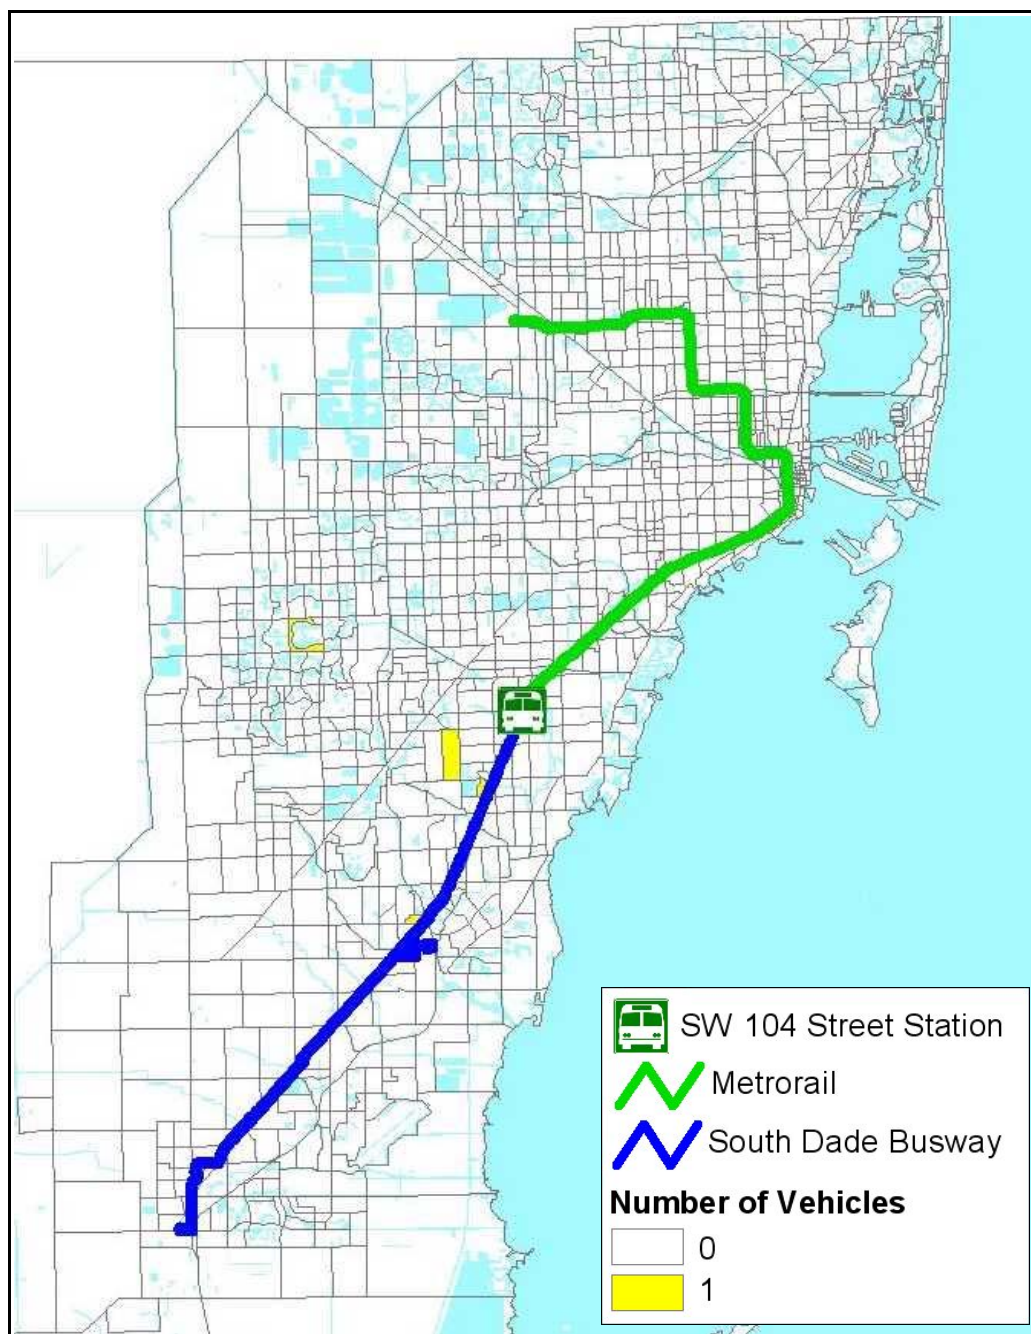 SW 104 Street Station
Metrorail
South Dade Busway
Number of Vehicles
0
1